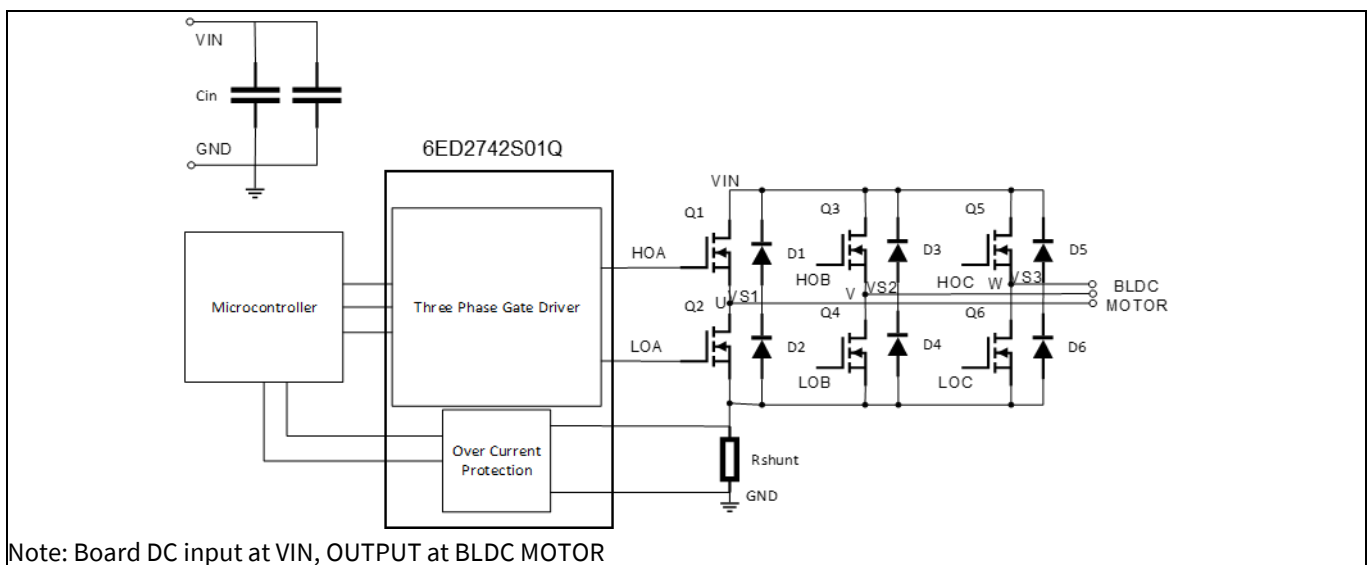 VIN
Cin
GND
6ED2742S01Q
VIN
Q1
Q3
Q5
HOA
D1
D3
D5
HOB
HOC
W
VS3
BLDC
MOTOR
Microcontroller
Three Phase Gate Driver
U
VS1
V
VS2
Q2
Q4
Q6
LOA
D2
D4
D6
LOB
LOC
Over Current
Protection
Rshunt
GND
Note: Board DC input at VIN, OUTPUT at BLDC MOTOR